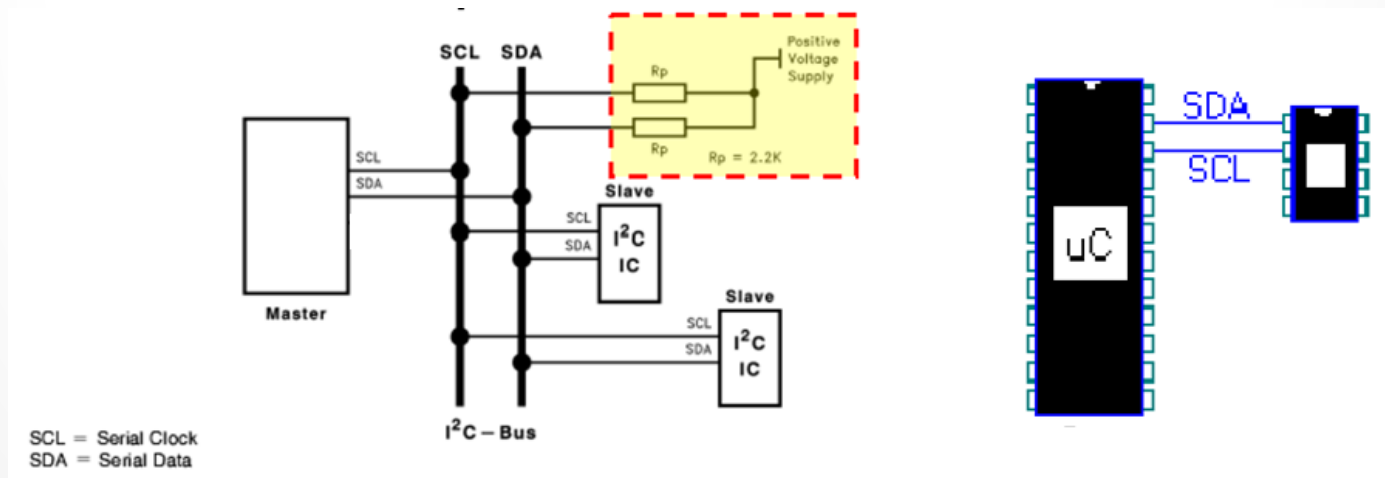 SCL SDA
Positive
Voltage
Supply
Rp
Rp
Rp = 2.2K
SCL
SDA
Master
Slave
SCL
SDA
I²C
IC
Slave
SCL
SDA
I²C
IC
I²C – Bus
SCL = Serial Clock
SDA = Serial Data
SDA
SCL
uC